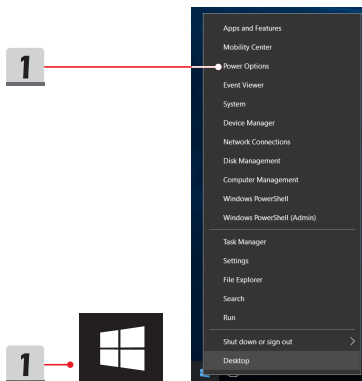 Apps and Features
Mobility Center
1
Power Options
Event Viewer
System
Device Manager
Network Connections
Disk Management
Computer Management
Windows PowerShell
Windows PowerShell (Admin)
Task Manager
Settings
File Explorer
Search
Run
Shut down or sign out
1
Desktop